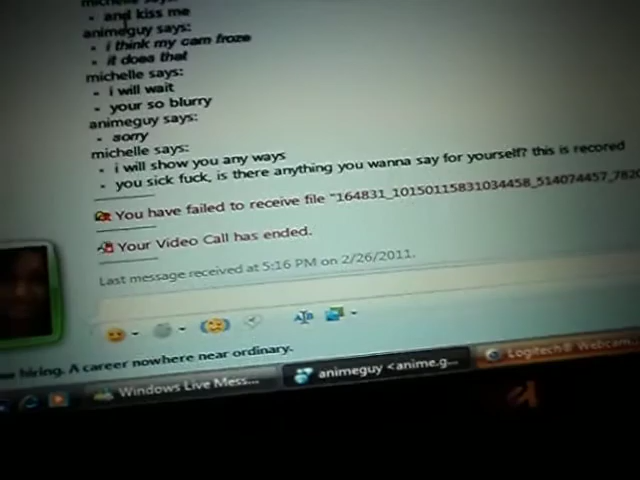 michelle says:
• and kiss me
animeguy says:
• i think my cam froze
• it does that
michelle says:
• i will wait
• your so blurry
animeguy says:
• sorry
michelle says:
• i will show you any ways
• you sick fuck, is there anything you wanna say for yourself? this is recored
You have failed to receive file "164831_10150115831034458_514074457_782
Your Video Call has ended.
Last message received at 5:16 PM on 2/26/2011.
hiring. A career nowhere near ordinary.
Windows Live Mess...
animeguy <anime.g...
Logitech® Webcam...